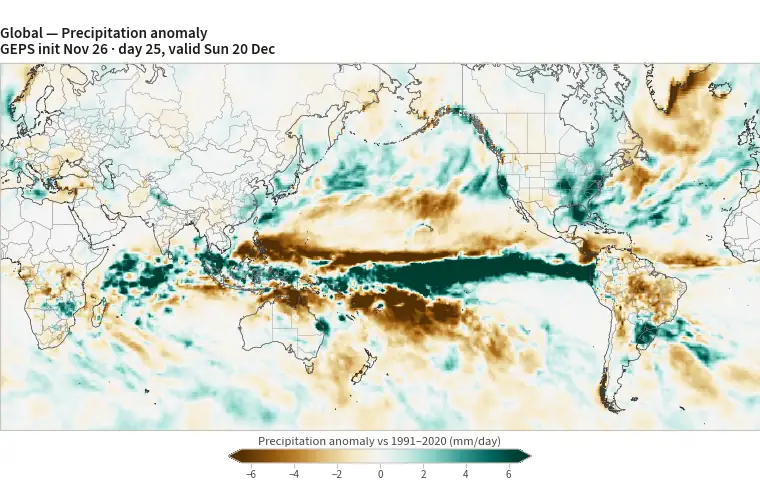 Global — Precipitation anomaly
GEPS init Nov 26 · day 25, valid Sun 20 Dec
Precipitation anomaly vs 1991–2020 (mm/day)
−6 −4 −2 0 2 4 6